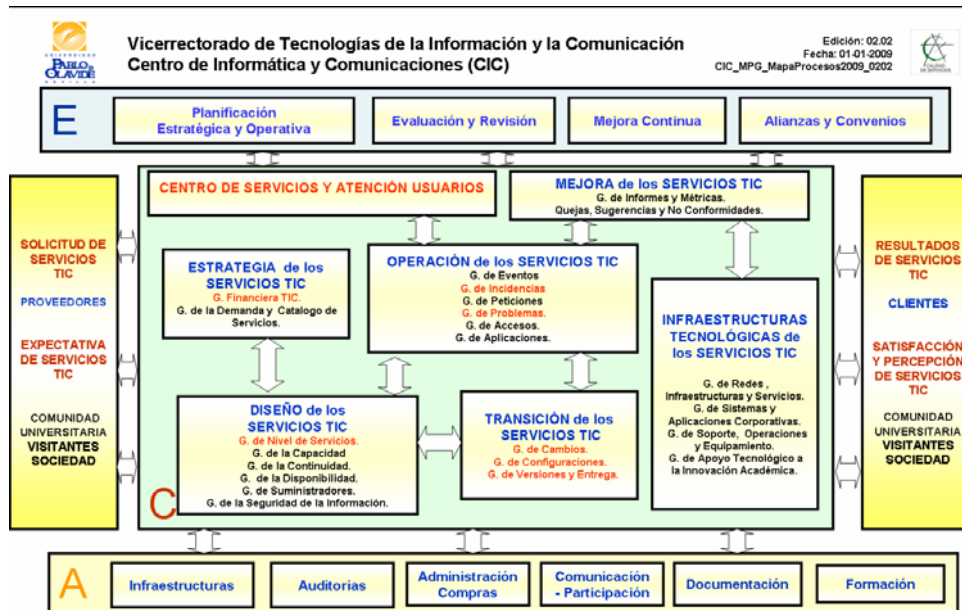 UNIVERSIDAD
PABLO DE
OLAVIDE
SEVILLA
Vicerrectorado de Tecnologías de la Información y la Comunicación
Centro de Informática y Comunicaciones (CIC)
Edición: 02.02
Fecha: 01-01-2009
CIC_MPG_MapaProcesos2009_0202
CALIDAD
DE SERVICIOS
E
Planificación
Estratégica y Operativa
Evaluación y Revisión
Mejora Continua
Alianzas y Convenios
SOLICITUD DE
SERVICIOS
TIC
PROVEEDORES
EXPECTATIVA
DE SERVICIOS
TIC
COMUNIDAD
UNIVERSITARIA
VISITANTES
SOCIEDAD
CENTRO DE SERVICIOS Y ATENCIÓN USUARIOS
MEJORA de los SERVICIOS TIC
G. de Informes y Métricas.
Quejas, Sugerencias y No Conformidades.
ESTRATEGIA de los
SERVICIOS TIC
G. Financiera TIC.
G. de la Demanda y Catalogo de
Servicios.
OPERACIÓN de los SERVICIOS TIC
G. de Eventos
G. de Incidencias
G. de Peticiones
G. de Problemas.
G. de Accesos.
G. de Aplicaciones.
INFRAESTRUCTURAS
TECNOLÓGICAS de
los SERVICIOS TIC
G. de Redes ,
Infraestructuras y Servicios.
G. de Sistemas y
Aplicaciones Corporativas.
G. de Soporte, Operaciones
y Equipamiento.
G. de Apoyo Tecnológico a
la Innovación Académica.
DISEÑO de los
SERVICIOS TIC
G. de Nivel de Servicios.
G. de la Capacidad
G. de la Continuidad.
G. de la Disponibilidad.
G. de Suministradores.
G. de la Seguridad de la Información.
TRANSICIÓN de los
SERVICIOS TIC
G. de Cambios.
G. de Configuraciones.
G. de Versiones y Entrega.
C
RESULTADOS
DE SERVICIOS
TIC
CLIENTES
SATISFACCIÓN
Y PERCEPCIÓN
DE SERVICIOS
TIC
COMUNIDAD
UNIVERSITARIA
VISITANTES
SOCIEDAD
A
Infraestructuras
Auditorias
Administración
Compras
Comunicación
- Participación
Documentación
Formación